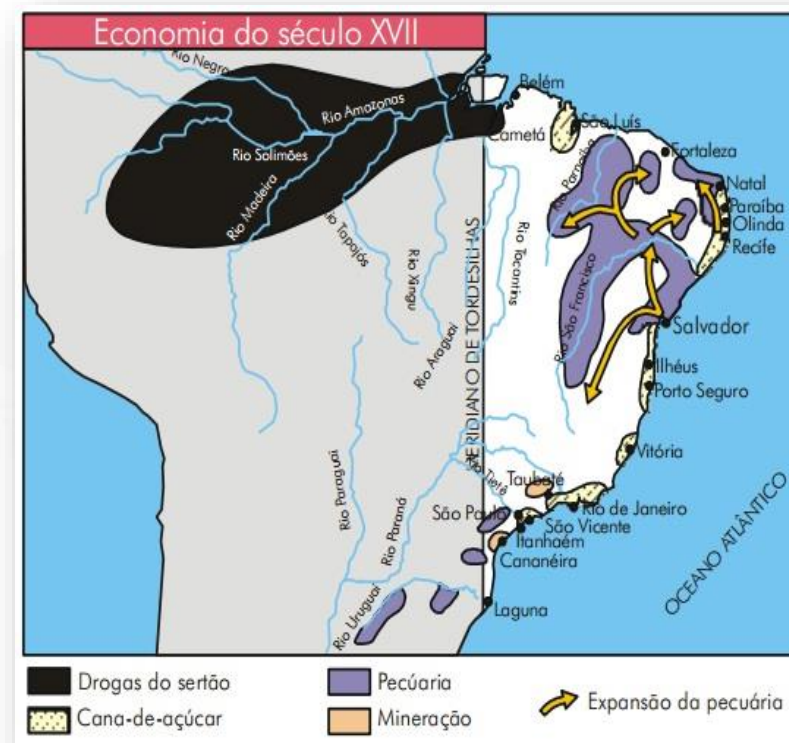 Economia do século XVII
Rio Negro
Rio Amazonas
Belém
Cametá
São Luís
Rio Solimões
Rio Parnaíba
Fortaleza
Rio Madeira
Natal
Paraíba
Olinda
Recife
Rio Tapajós
Rio Xingu
Rio Araguai
MERIDIANO DE TORDESILHAS
Rio Tocantins
Rio São Francisco
Salvador
Ilhéus
Porto Seguro
Vitória
Rio Paraguai
Rio Paraná
Rio Tietê
Taubaté
São Paulo
Rio de Janeiro
São Vicente
Itanhaém
Cananéira
OCEANO ATLÂNTICO
Rio Uruguai
Laguna
Drogas do sertão
Pecúaria
Expansão da pecuária
Cana-de-açúcar
Mineração